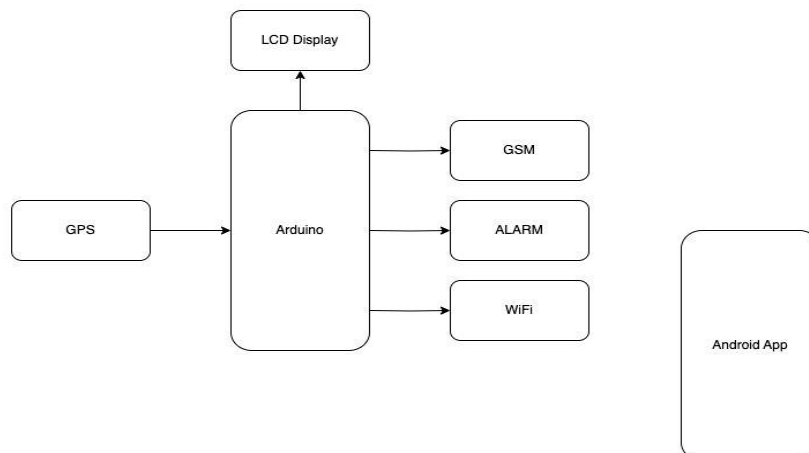 LCD Display
GSM
GPS
Arduino
ALARM
WiFi
Android App